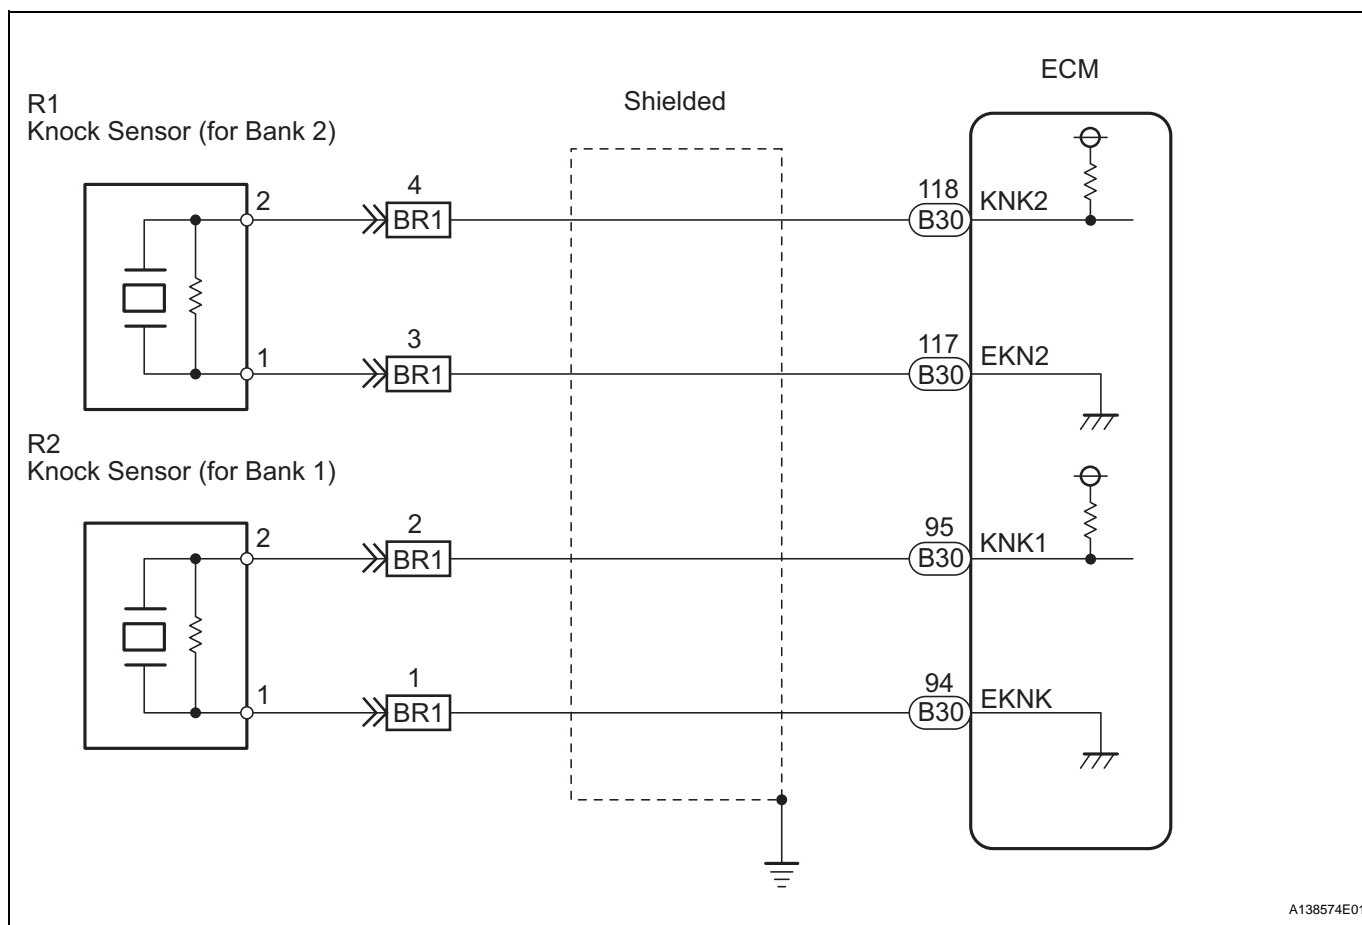 ECM
Shielded
R1
Knock Sensor (for Bank 2)
2
4
BR1
118
B30
KNK2
1
3
BR1
117
B30
EKN2
R2
Knock Sensor (for Bank 1)
2
2
BR1
95
B30
KNK1
1
1
BR1
94
B30
EKNK
A138574E01